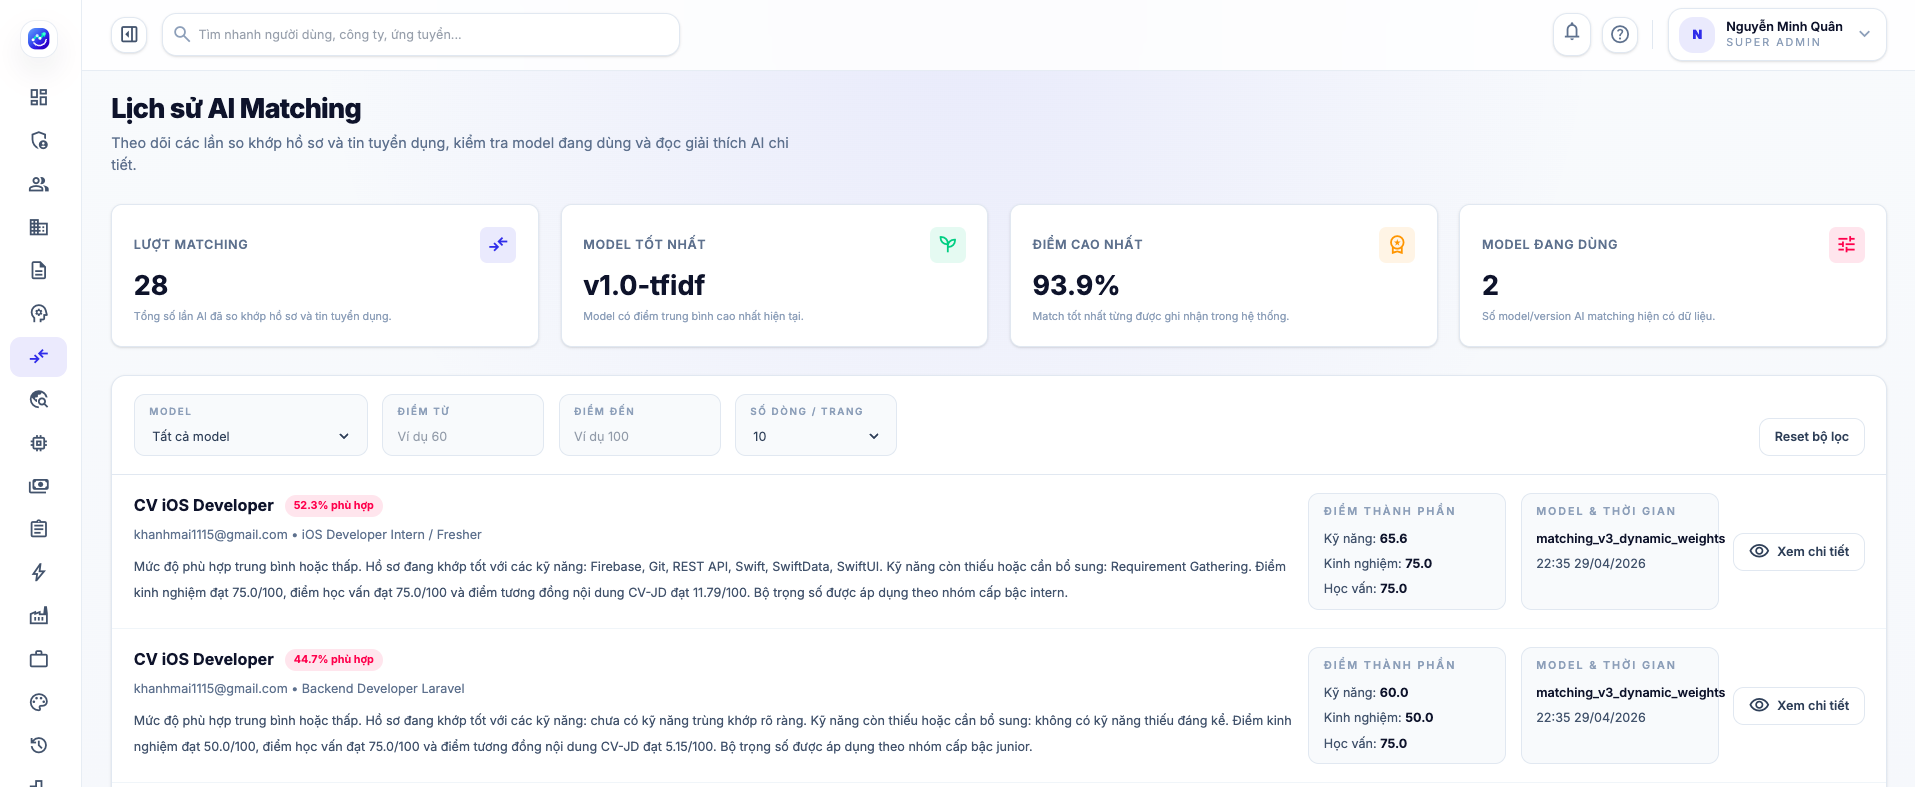 Tìm nhanh người dùng, công ty, ứng tuyển...
N
Nguyễn Minh Quân
SUPER ADMIN
Lịch sử AI Matching
Theo dõi các lần so khớp hồ sơ và tin tuyển dụng, kiểm tra model đang dùng và đọc giải thích AI chi
tiết.
LƯỢT MATCHING
28
Tổng số lần AI đã so khớp hồ sơ và tin tuyển dụng.
MODEL TỐT NHẤT
v1.0-tfidf
Model có điểm trung bình cao nhất hiện tại.
ĐIỂM CAO NHẤT
93.9%
Match tốt nhất từng được ghi nhận trong hệ thống.
MODEL ĐANG DÙNG
2
Số model/version AI matching hiện có dữ liệu.
MODEL
Tất cả model
ĐIỂM TỪ
Ví dụ 60
ĐIỂM ĐẾN
Ví dụ 100
SỐ DÒNG / TRANG
10
Reset bộ lọc
CV iOS Developer 52.3% phù hợp
khanhmai1115@gmail.com • iOS Developer Intern / Fresher
Mức độ phù hợp trung bình hoặc thấp. Hồ sơ đang khớp tốt với các kỹ năng: Firebase, Git, REST API, Swift, SwiftData, SwiftUI. Kỹ năng còn thiếu hoặc cần bổ sung: Requirement Gathering. Điểm
kinh nghiệm đạt 75.0/100, điểm học vấn đạt 75.0/100 và điểm tương đồng nội dung CV-JD đạt 11.79/100. Bộ trọng số được áp dụng theo nhóm cấp bậc intern.
ĐIỂM THÀNH PHẦN
Kỹ năng: 65.6
Kinh nghiệm: 75.0
Học vấn: 75.0
MODEL & THỜI GIAN
matching_v3_dynamic_weights
22:35 29/04/2026
Xem chi tiết
CV iOS Developer 44.7% phù hợp
khanhmai1115@gmail.com • Backend Developer Laravel
Mức độ phù hợp trung bình hoặc thấp. Hồ sơ đang khớp tốt với các kỹ năng: chưa có kỹ năng trùng khớp rõ ràng. Kỹ năng còn thiếu hoặc cần bổ sung: không có kỹ năng thiếu đáng kể. Điểm kinh
nghiệm đạt 50.0/100, điểm học vấn đạt 75.0/100 và điểm tương đồng nội dung CV-JD đạt 5.15/100. Bộ trọng số được áp dụng theo nhóm cấp bậc junior.
ĐIỂM THÀNH PHẦN
Kỹ năng: 60.0
Kinh nghiệm: 50.0
Học vấn: 75.0
MODEL & THỜI GIAN
matching_v3_dynamic_weights
22:35 29/04/2026
Xem chi tiết